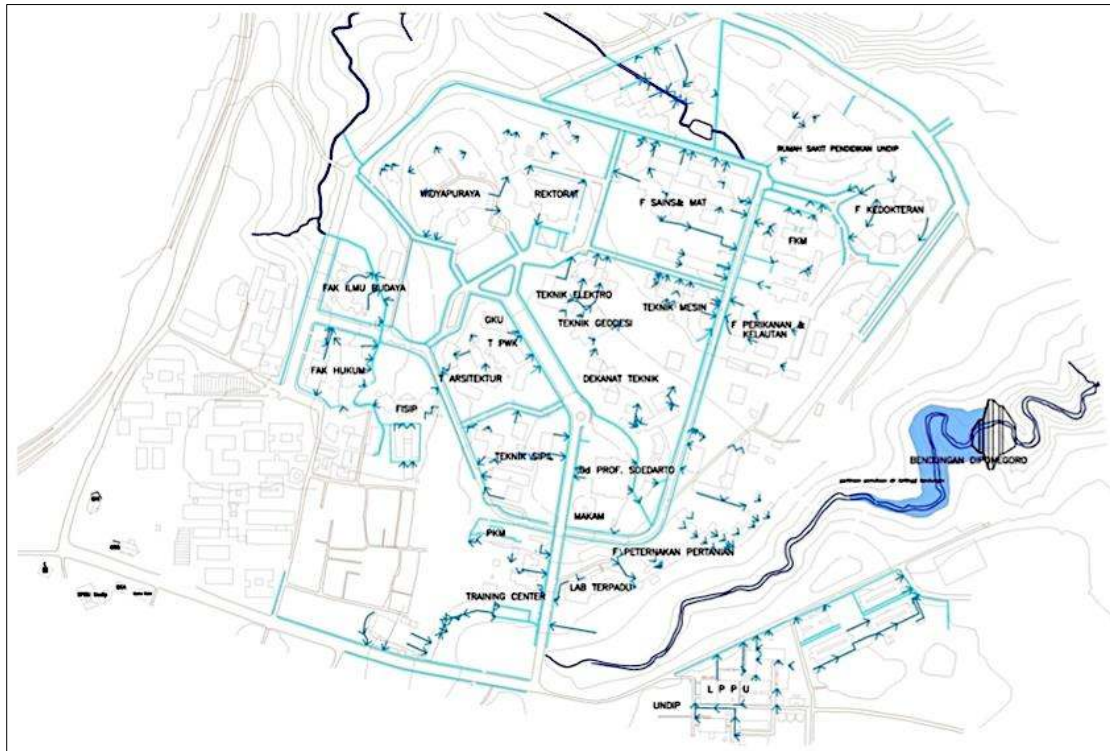 RUMAH SAKIT PENDIDIKAN UNDIP
WIDYAPURAYA
REKTORAT
F SAINS& MAT
F KEDOKTERAN
FKM
FAK ILMU BUDAYA
TEKNIK ELEKTRO
TEKNIK MESIN
GKU
TEKNIK GEOGESI
F PERIKANAN &
KELAUTAN
T PWK
FAK HUKUM
T ARSITEKTUR
DEKANAT TEKNIK
FISIP
TEKNIK SIPIL
Gd PROF. SOEDARTO
BENDUNGAN DIPONEGORO
MAKAM
PKM
F PETERNAKAN PERTANIAN
LAB TERPADU
TRAINING CENTER
L P P U
UNDIP